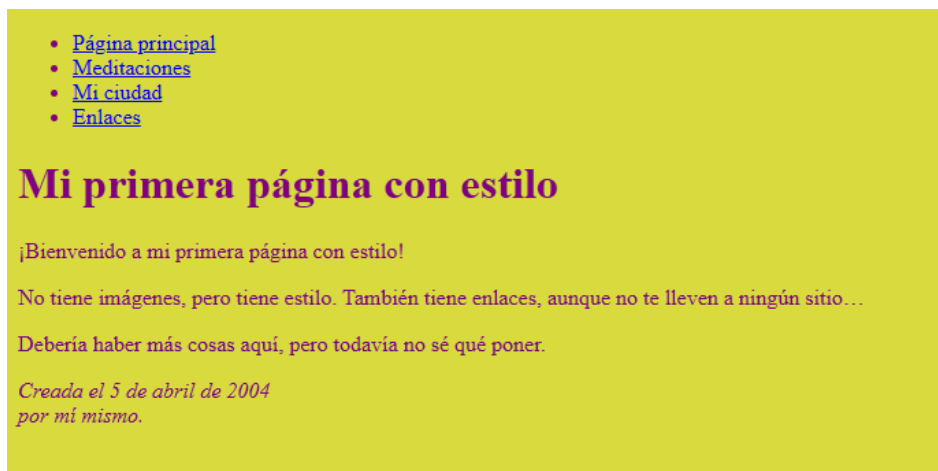 Página principal
Meditaciones
Mi ciudad
Enlaces
Mi primera página con estilo
¡Bienvenido a mi primera página con estilo!
No tiene imágenes, pero tiene estilo. También tiene enlaces, aunque no te lleven a ningún sitio…
Debería haber más cosas aquí, pero todavía no sé qué poner.
Creada el 5 de abril de 2004
por mí mismo.